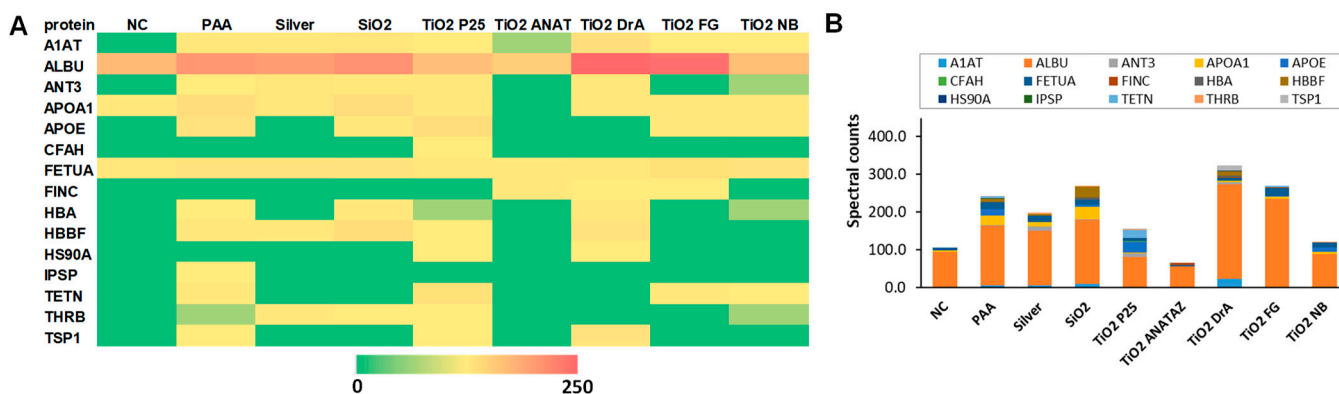 A
protein NC PAA Silver SiO2 TiO2 P25 TiO2 ANAT TiO2 DrA TiO2 FG TiO2 NB
A1AT
ALBU
ANT3
APOA1
APOE
CFAH
FETUA
FINC
HBA
HBBF
HS90A
IPSP
TETN
THRB
TSP1
0 250
B
A1AT ALBU ANT3 APOA1 APOE
CFAH FETUA FINC HBA HBBF
HS90A IPSP TETN THRB TSP1
Spectral counts
400.0
300.0
200.0
100.0
0.0
NC PAA Silver SiO2 TiO2 P25 TiO2 ANATAZ TiO2 DrA TiO2 FG TiO2 NB